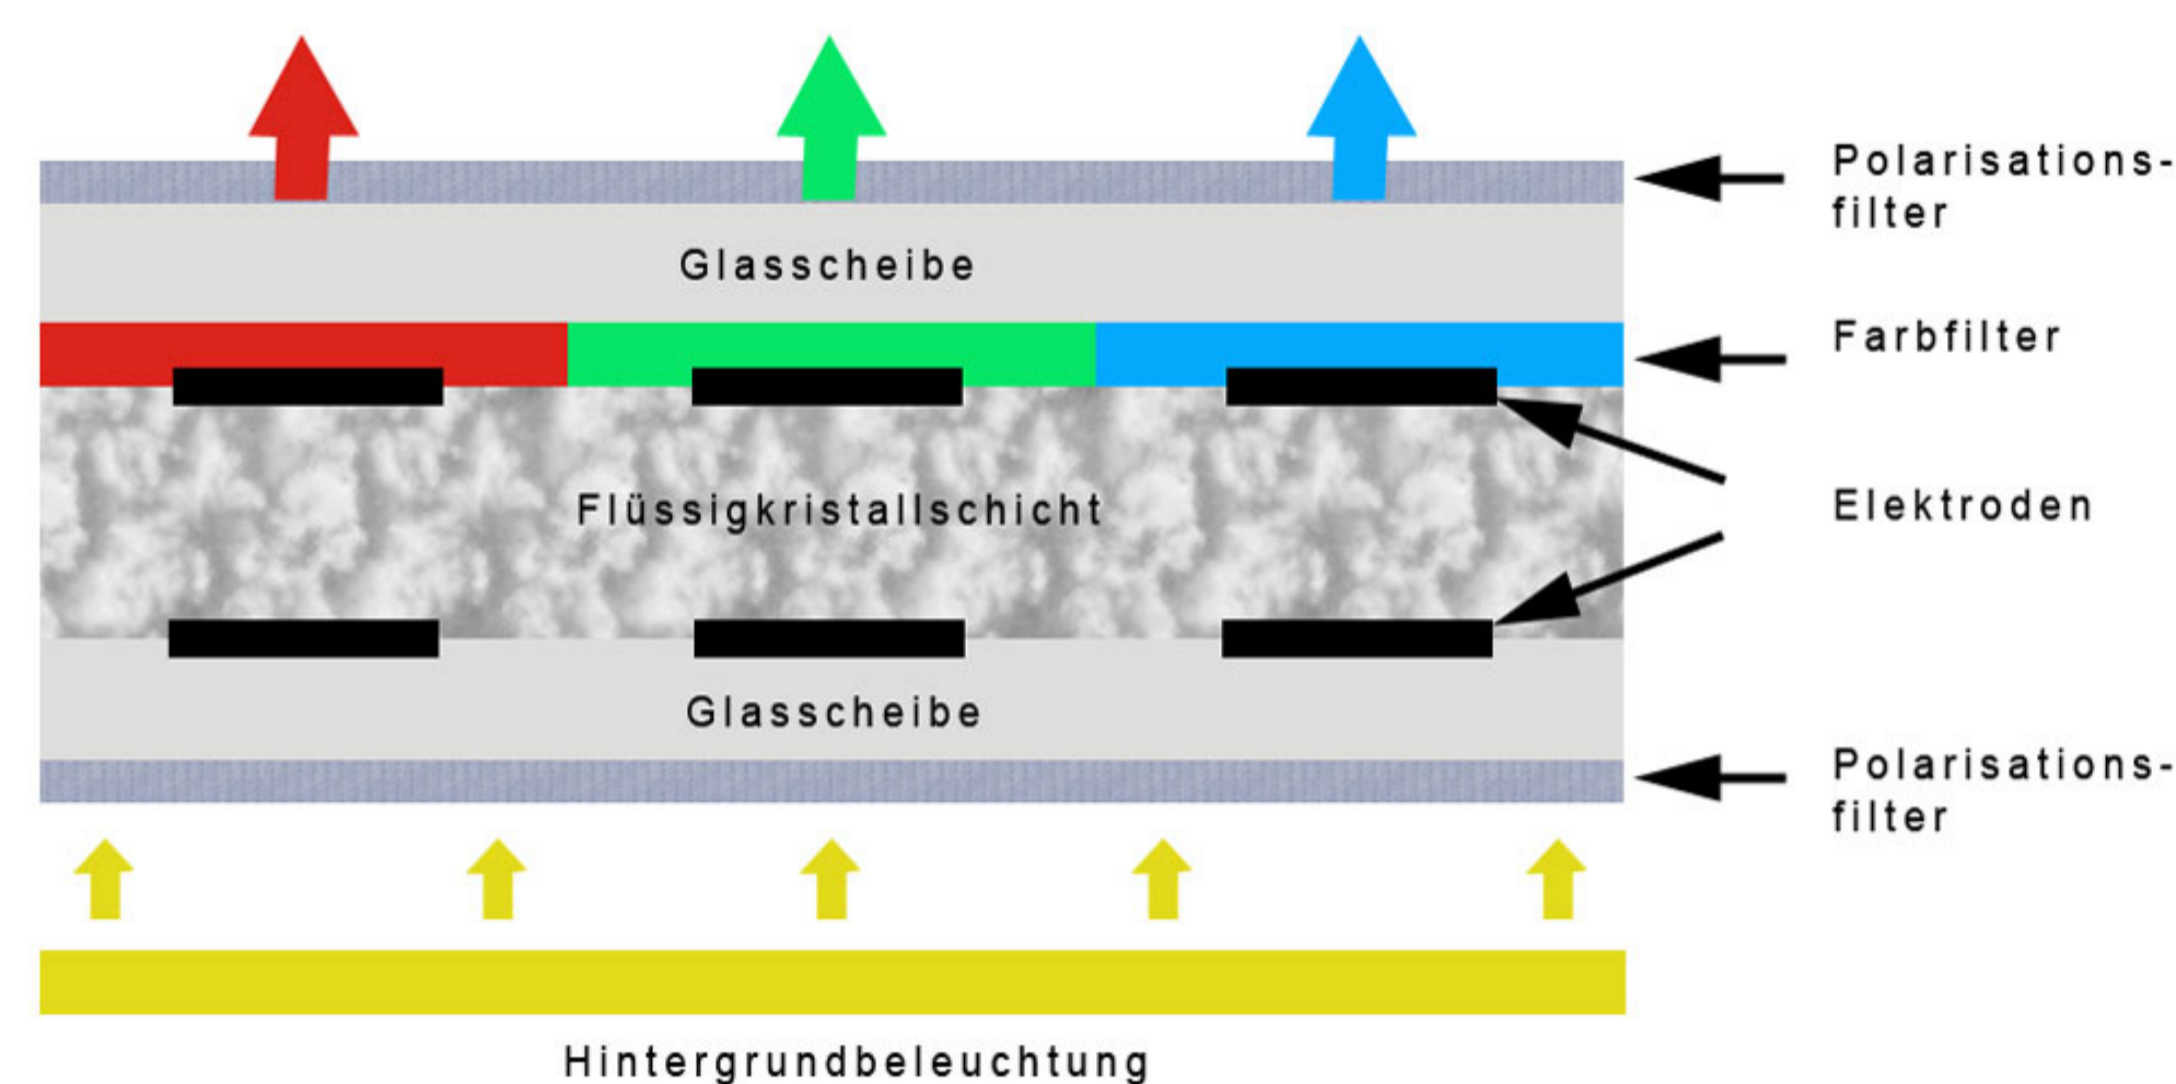 Polarisations-
filter
Glasscheibe
Farbfilter
Flüssigkristallschicht
Elektroden
Glasscheibe
Polarisations-
filter
Hintergrundbeleuchtung